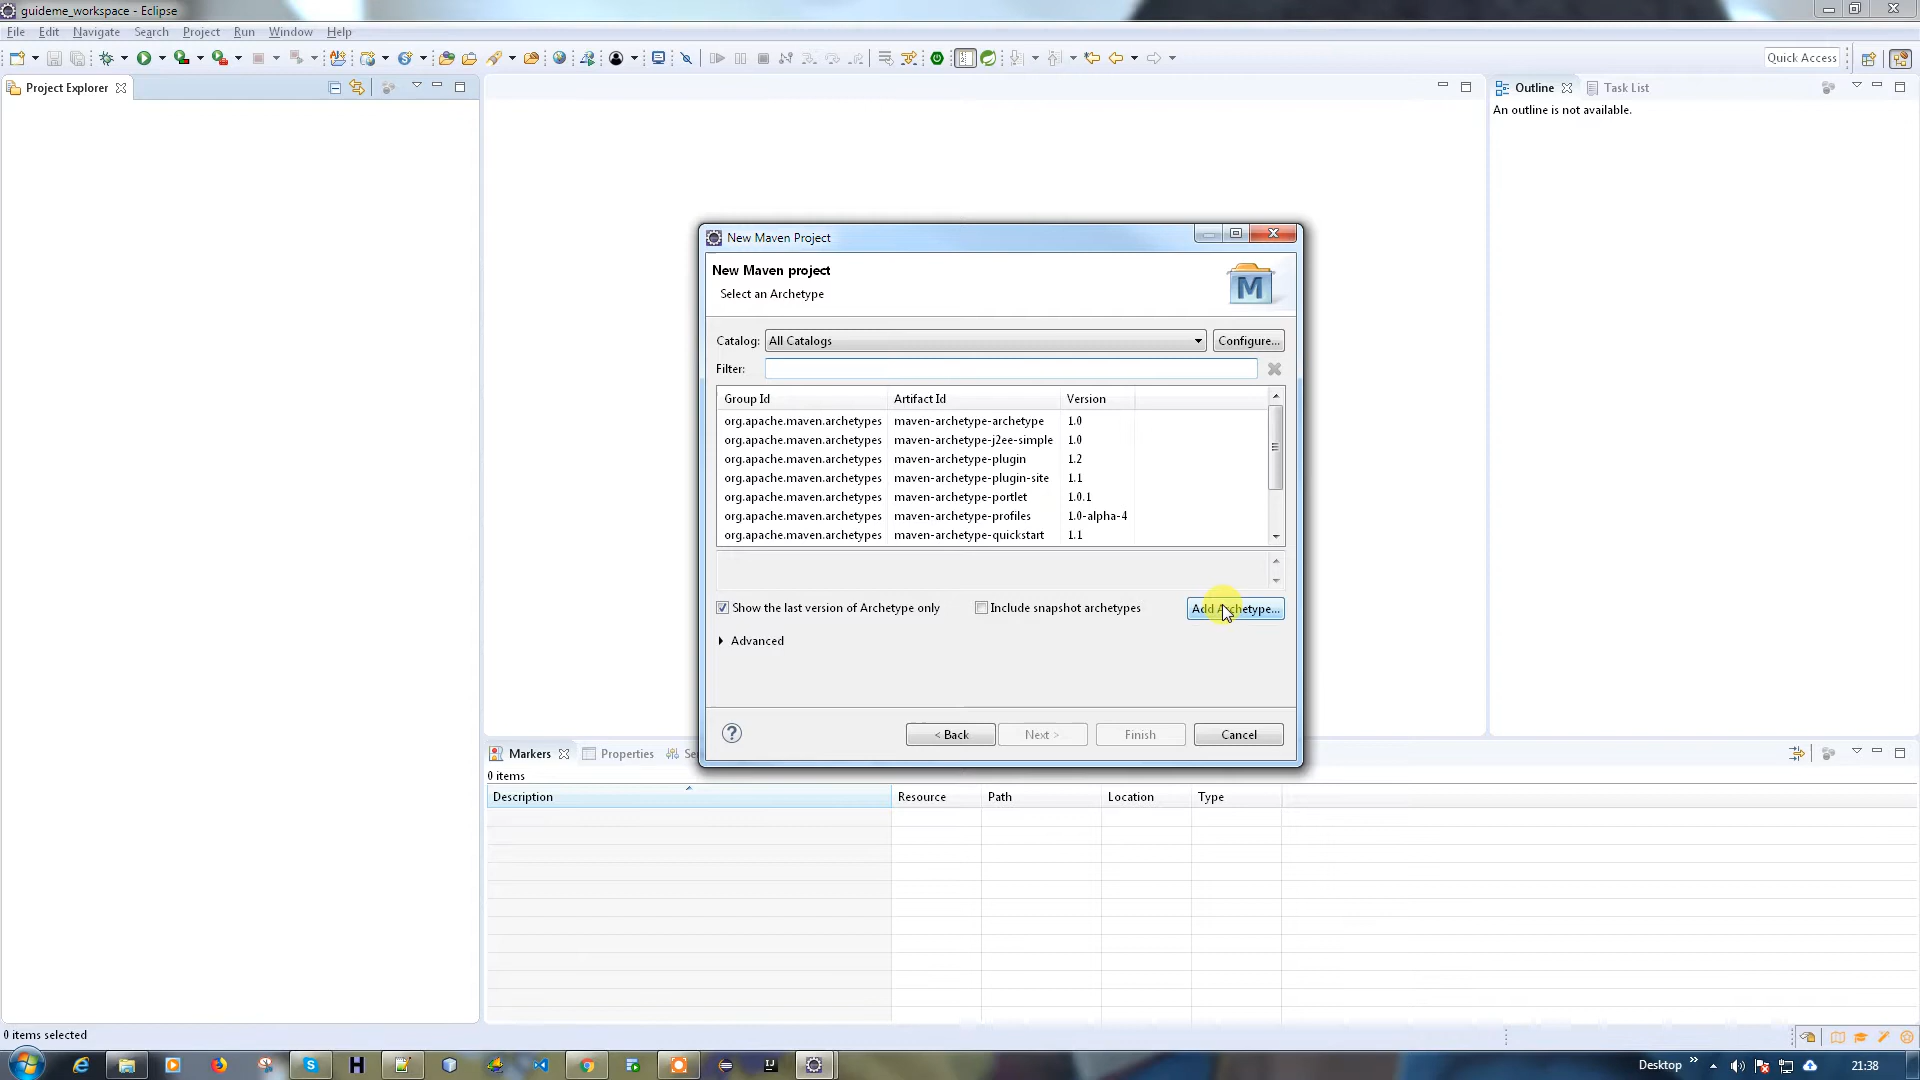 guideme_workspace - Eclipse
File Edit Navigate Search Project Run Window Help
Quick Access
Project Explorer
Outline Task List
An outline is not available.
New Maven Project
New Maven project
Select an Archetype
M
Catalog: All Catalogs Configure...
Filter:
Group Id Artifact Id Version
org.apache.maven.archetypes maven-archetype-archetype 1.0
org.apache.maven.archetypes maven-archetype-j2ee-simple 1.0
org.apache.maven.archetypes maven-archetype-plugin 1.2
org.apache.maven.archetypes maven-archetype-plugin-site 1.1
org.apache.maven.archetypes maven-archetype-portlet 1.0.1
org.apache.maven.archetypes maven-archetype-profiles 1.0-alpha-4
org.apache.maven.archetypes maven-archetype-quickstart 1.1
Show the last version of Archetype only Include snapshot archetypes Add Archetype...
Advanced
? < Back Next > Finish Cancel
Markers Properties Se
0 items
Description Resource Path Location Type
0 items selected
Desktop 21:38